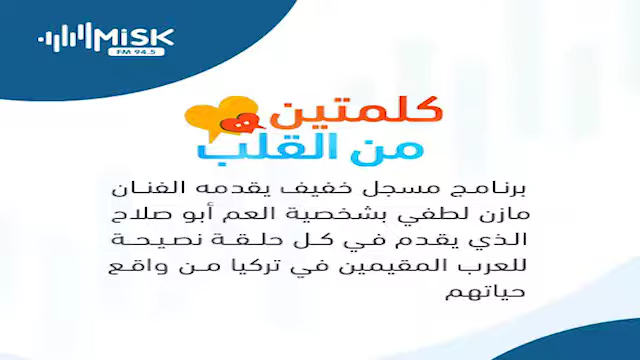 MiSK
FM 94.5
كلمتين
من القلب
برنامج مسجل خفيف يقدمه الفنان
مازن لطفي بشخصية العم أبو صلاح
الذي يقدم في كل حلقة نصيحة
للعرب المقيمين في تركيا من واقع
حياتهم